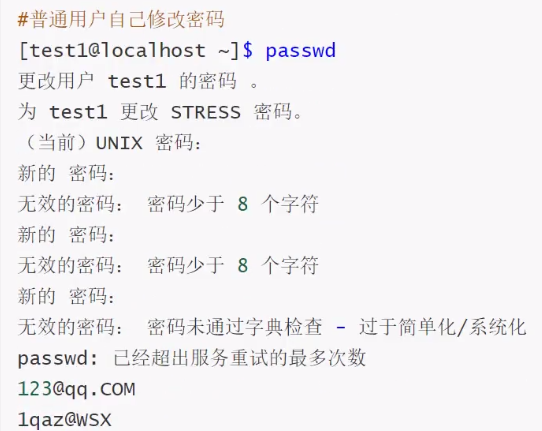 #普通用户自己修改密码
[test1@localhost ~]$ passwd
更改用户 test1 的密码 。
为 test1 更改 STRESS 密码。
（当前）UNIX 密码：
新的 密码：
无效的密码： 密码少于 8 个字符
新的 密码：
无效的密码： 密码少于 8 个字符
新的 密码：
无效的密码： 密码未通过字典检查 - 过于简单化/系统化
passwd: 已经超出服务重试的最多次数
123@qq.COM
1qaz@WSX